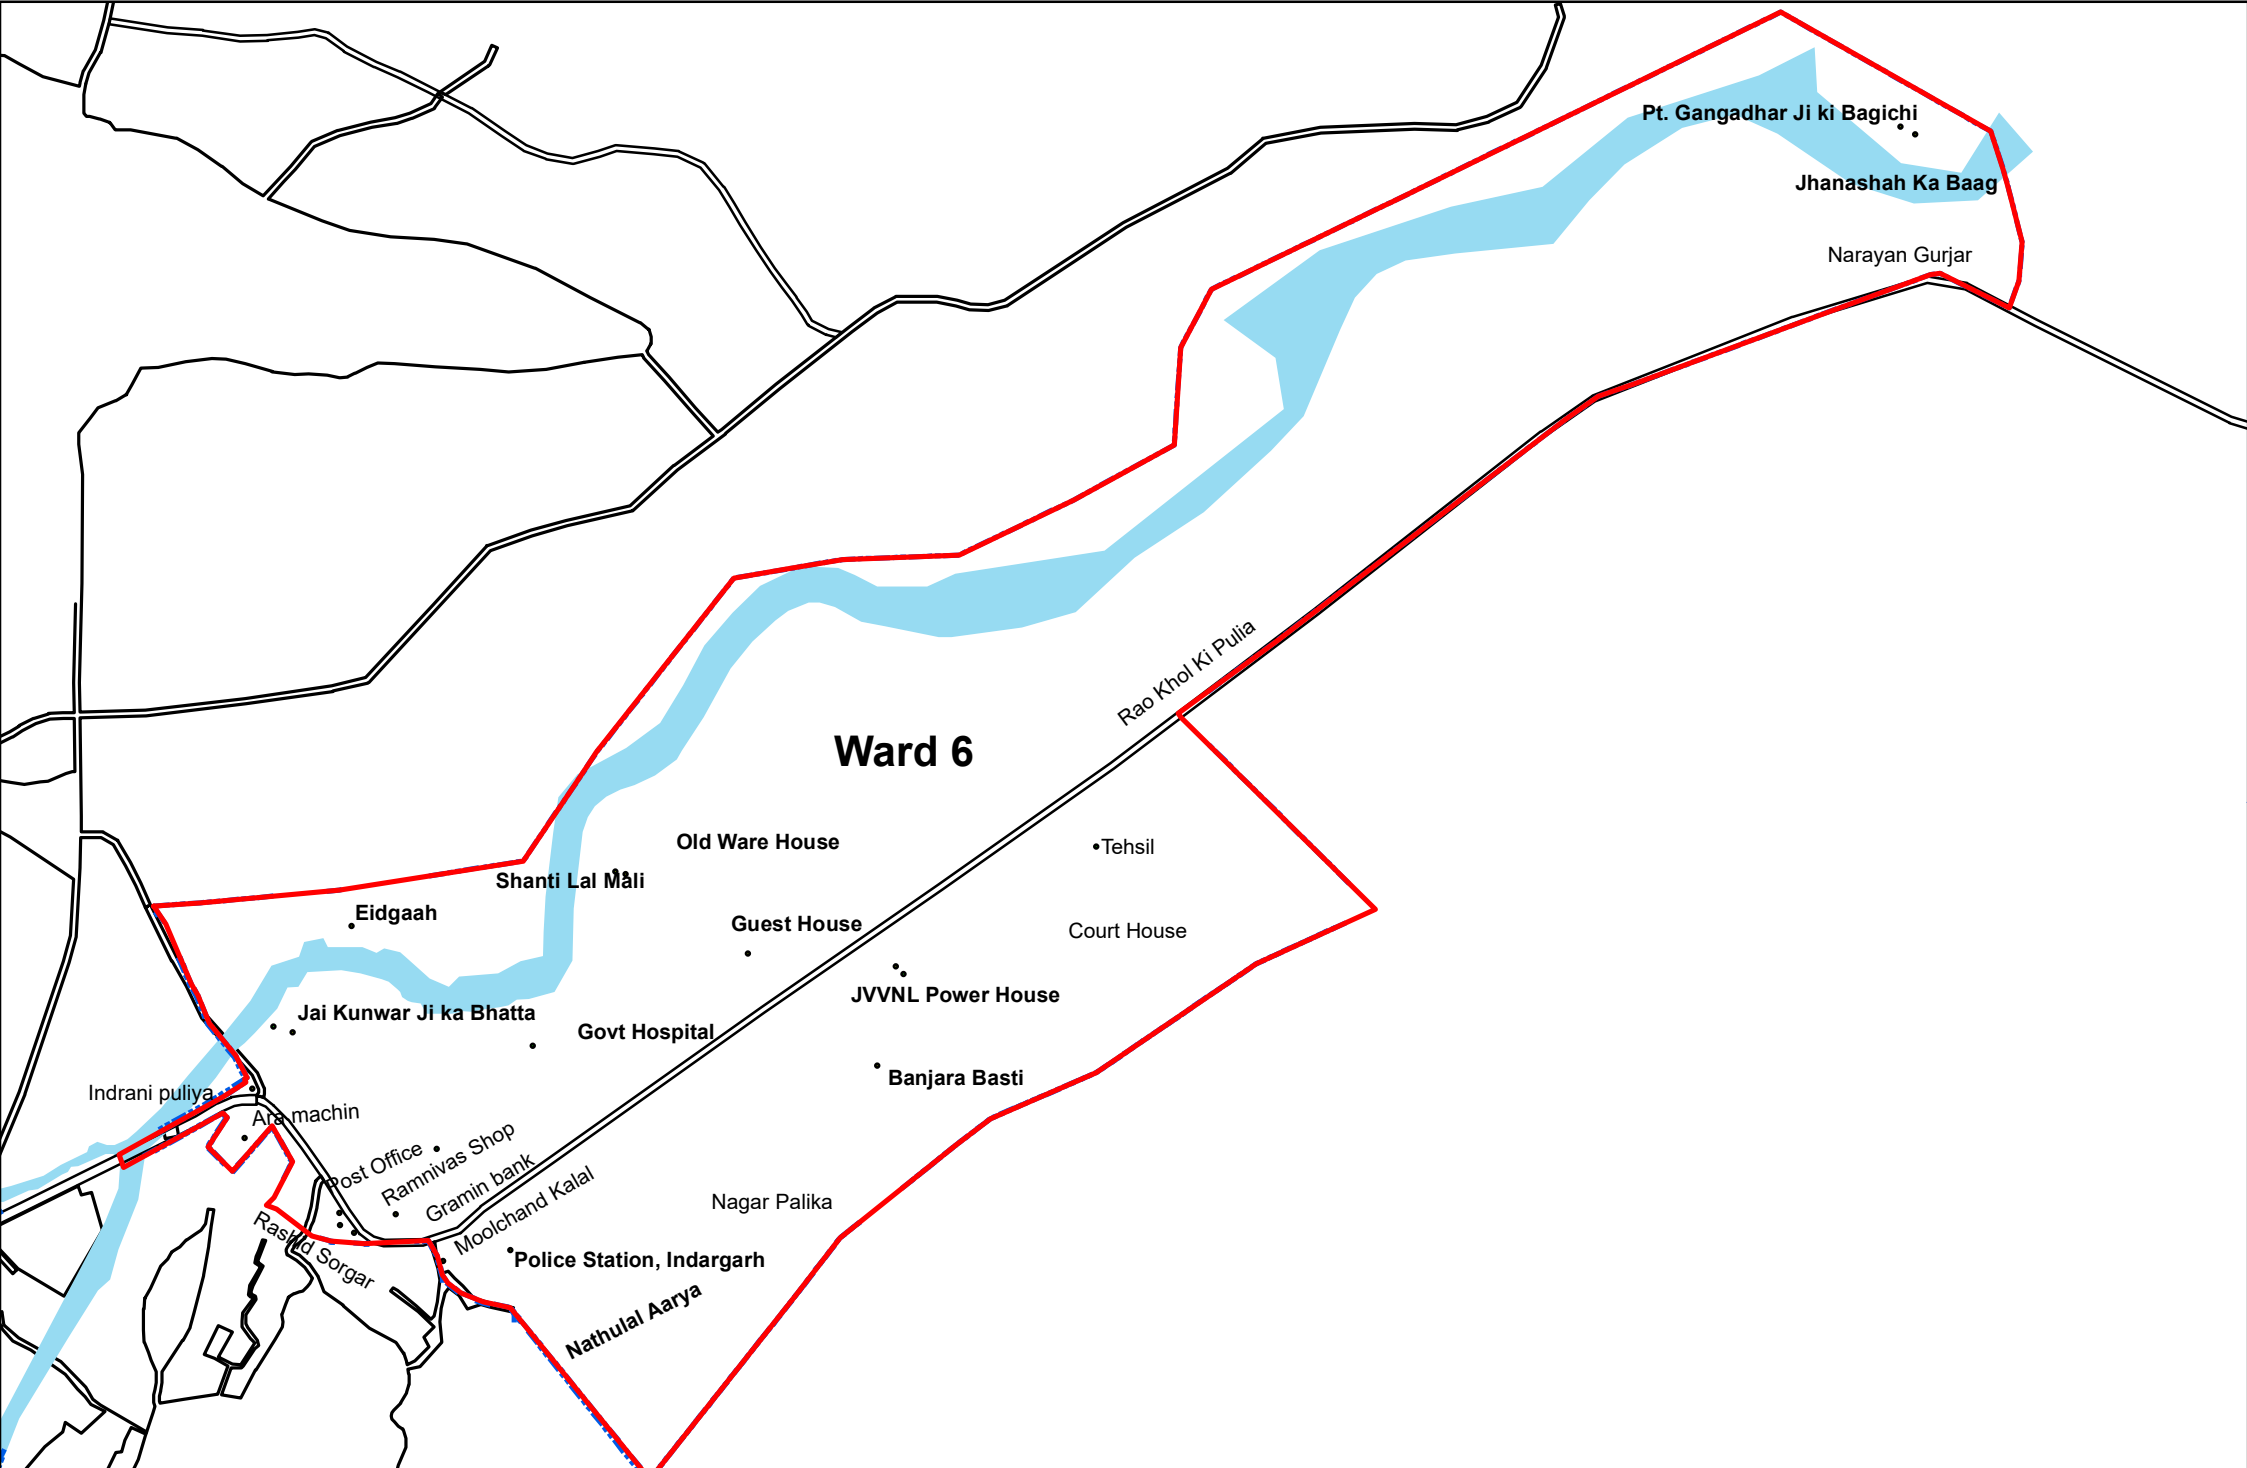 Pt. Gangadhar Ji ki Bagichi
Jhanashah Ka Baag
Narayan Gurjar
Rao Khol Ki Pulia
Ward 6
Old Ware House
Tehsil
Shanti Lal Mali
Eidgaah
Guest House
Court House
JVVNL Power House
Jai Kunwar Ji ka Bhatta
Govt Hospital
Banjara Basti
Indrani puliya
Ara machin
Post Office
Ramnivas Shop
Gramin bank
Moolchand Kalal
Nagar Palika
Rashid Sorgar
Police Station, Indargarh
Nathulal Aarya